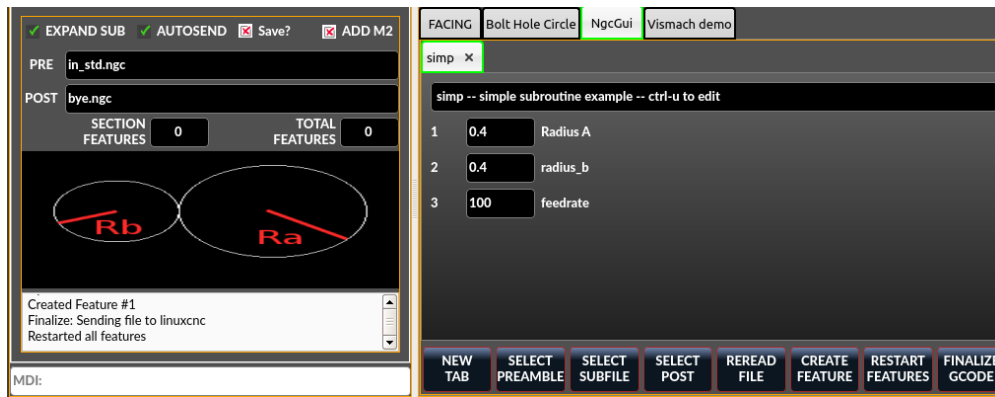 EXPAND SUB AUTOSEND Save? ADD M2
PRE in_std.ngc
POST bye.ngc
SECTION FEATURES 0 TOTAL FEATURES 0
Rb Ra
Created Feature #1
Finalize: Sending file to linuxcnc
Restarted all features
MDI:
FACING Bolt Hole Circle NgcGui Vismach demo
simp ×
simp -- simple subroutine example -- ctrl-u to edit
1 0.4 Radius A
2 0.4 radius_b
3 100 feedrate
NEW TAB SELECT PREAMBLE SELECT SUBFILE SELECT POST REREAD FILE CREATE FEATURE RESTART FEATURES FINALIZE GCODE